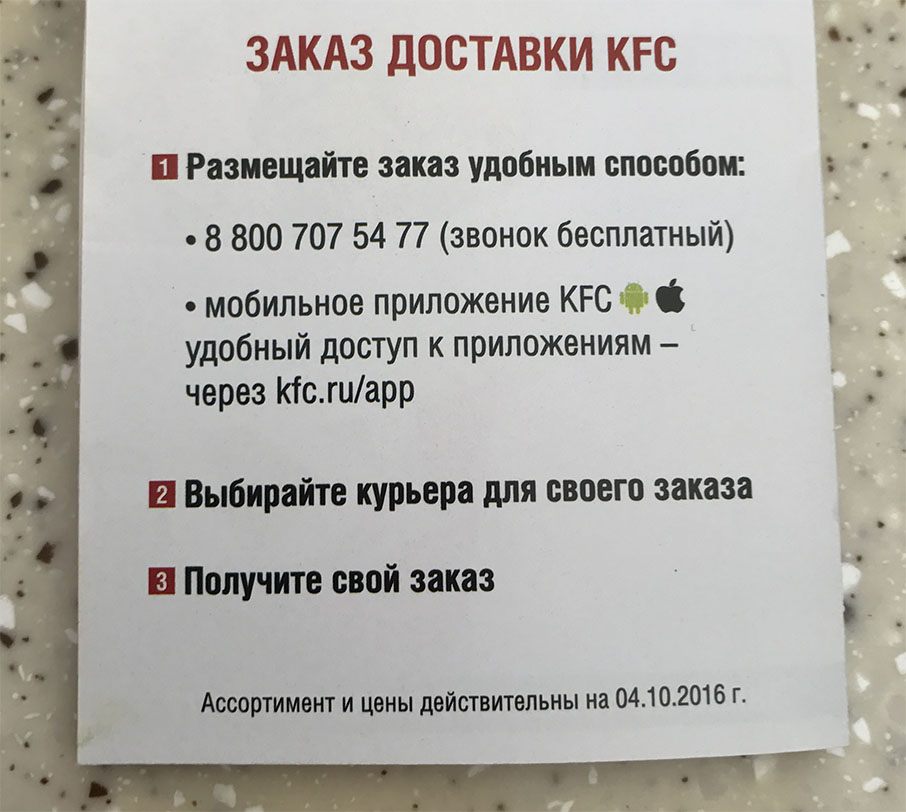 ЗАКАЗ ДОСТАВКИ KFC
1 Размещайте заказ удобным способом:
• 8 800 707 54 77 (звонок бесплатный)
• мобильное приложение KFC
удобный доступ к приложениям –
через kfc.ru/app
2 Выбирайте курьера для своего заказа
3 Получите свой заказ
Ассортимент и цены действительны на 04.10.2016 г.